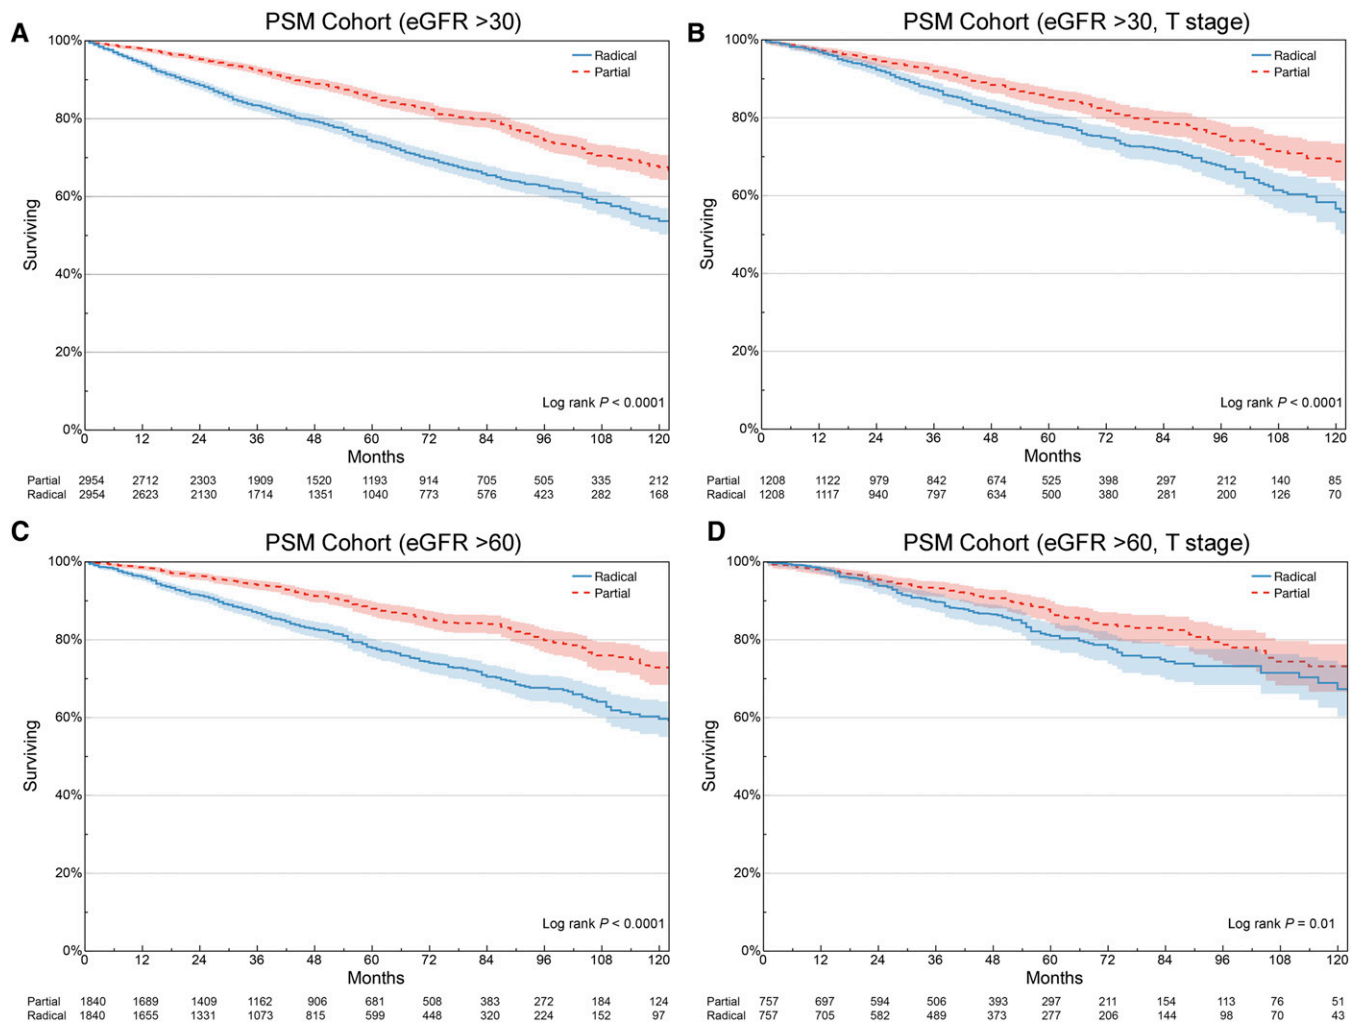 A
PSM Cohort (eGFR >30)
100%
80%
60%
40%
20%
0%
Surviving
Radical
Partial
Log rank P < 0.0001
0 12 24 36 48 60 72 84 96 108 120
Months
Partial 2954 2712 2303 1909 1520 1193 914 705 505 335 212
Radical 2954 2623 2130 1714 1351 1040 773 576 423 282 168
B
PSM Cohort (eGFR >30, T stage)
100%
80%
60%
40%
20%
0%
Surviving
Radical
Partial
Log rank P < 0.0001
0 12 24 36 48 60 72 84 96 108 120
Months
Partial 1208 1122 979 842 674 525 398 297 212 140 85
Radical 1208 1117 940 797 634 500 380 281 200 126 70
C
PSM Cohort (eGFR >60)
100%
80%
60%
40%
20%
0%
Surviving
Radical
Partial
Log rank P < 0.0001
0 12 24 36 48 60 72 84 96 108 120
Months
Partial 1840 1689 1409 1162 906 681 508 383 272 184 124
Radical 1840 1655 1331 1073 815 599 448 320 224 152 97
D
PSM Cohort (eGFR >60, T stage)
100%
80%
60%
40%
20%
0%
Surviving
Radical
Partial
Log rank P = 0.01
0 12 24 36 48 60 72 84 96 108 120
Months
Partial 757 697 594 506 393 297 211 154 113 76 51
Radical 757 705 582 489 373 277 206 144 98 70 43